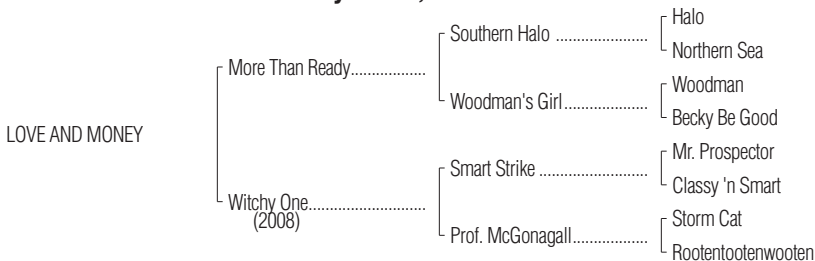 Halo
Southern Halo .....................
Northern Sea
More Than Ready..................
Woodman
Woodman's Girl....................
Becky Be Good
LOVE AND MONEY
Mr. Prospector
Smart Strike ..........................
Classy 'n Smart
Witchy One............................
(2008)
Storm Cat
Prof. McGonagall..................
Rootentootenwooten